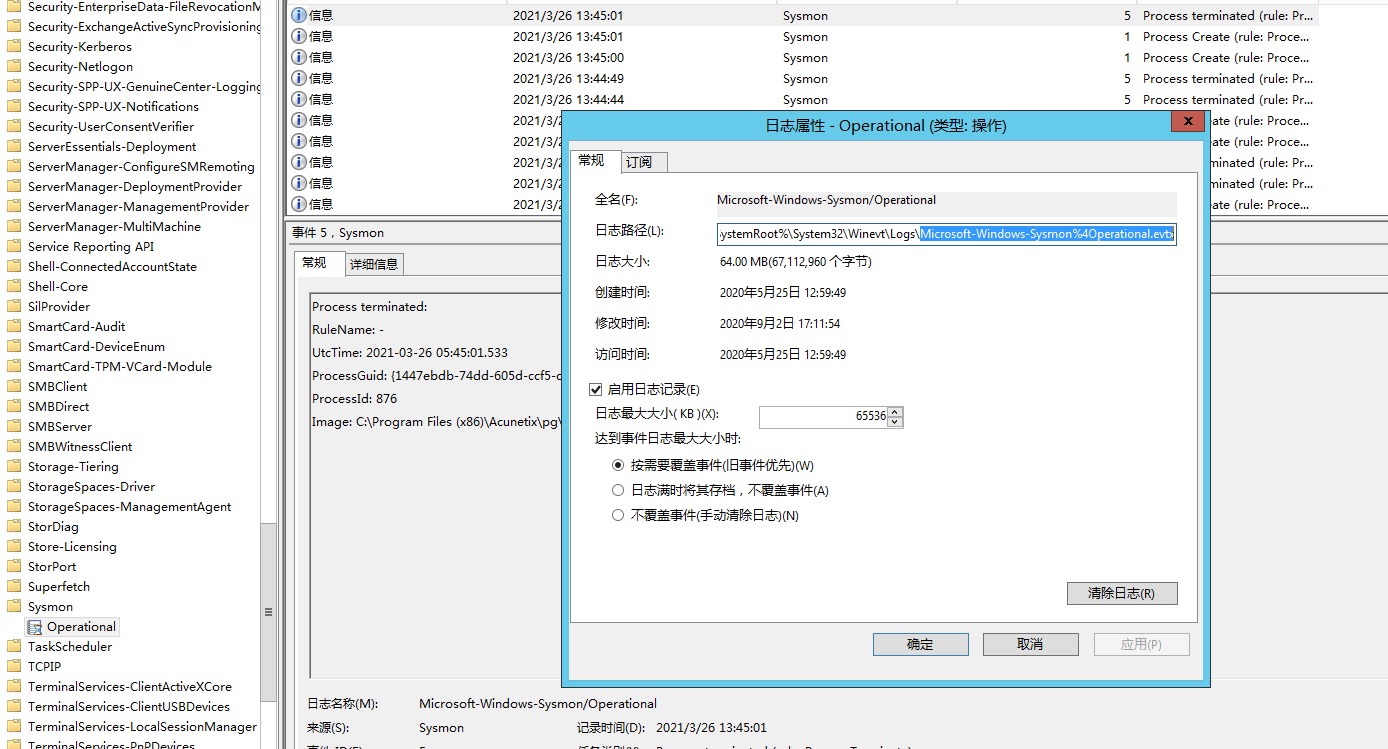 Security-EnterpriseData-FileRevocationM
Security-ExchangeActiveSyncProvisioning
Security-Kerberos
Security-Netlogon
Security-SPP-UX-GenuineCenter-Logging
Security-SPP-UX-Notifications
Security-UserConsentVerifier
ServerEssentials-Deployment
ServerManager-ConfigureSMRemoting
ServerManager-DeploymentProvider
ServerManager-ManagementProvider
ServerManager-MultiMachine
Service Reporting API
Shell-ConnectedAccountState
Shell-Core
SilProvider
SmartCard-Audit
SmartCard-DeviceEnum
SmartCard-TPM-VCard-Module
SMBClient
SMBDirect
SMBServer
SMBWitnessClient
Storage-Tiering
StorageSpaces-Driver
StorageSpaces-ManagementAgent
StorDiag
Store-Licensing
StorPort
Superfetch
Sysmon
Operational
TaskScheduler
TCPIP
TerminalServices-ClientActiveXCore
TerminalServices-ClientUSBDevices
TerminalServices-LocalSessionManager
TerminalServices-PnPDevices
信息 2021/3/26 13:45:01 Sysmon 5 Process terminated (rule: Pr...
信息 2021/3/26 13:45:01 Sysmon 1 Process Create (rule: Proce...
信息 2021/3/26 13:45:00 Sysmon 1 Process Create (rule: Proce...
信息 2021/3/26 13:44:49 Sysmon 5 Process terminated (rule: Pr...
信息 2021/3/26 13:44:44 Sysmon 5 Process terminated (rule: Pr...
信息 2021/3/2 eate (rule: Proce...
信息 2021/3/2 ate (rule: Proce...
信息 2021/3/2 minated (rule: Pr...
信息 2021/3/2 minated (rule: Pr...
信息 2021/3/2 eate (rule: Proce...
事件 5，Sysmon
常规 详细信息
Process terminated:
RuleName: -
UtcTime: 2021-03-26 05:45:01.533
ProcessGuid: {1447ebdb-74dd-605d-ccf5-c
ProcessId: 876
Image: C:\Program Files (x86)\Acunetix\pg\
日志名称(M): Microsoft-Windows-Sysmon/Operational
来源(S): Sysmon 记录时间(D): 2021/3/26 13:45:01
日志属性 - Operational (类型: 操作)
x
常规 订阅
全名(F): Microsoft-Windows-Sysmon/Operational
日志路径(L): ystemRoot%\System32\Winevt\Logs\Microsoft-Windows-Sysmon%4Operational.evtx
日志大小: 64.00 MB(67,112,960 个字节)
创建时间: 2020年5月25日 12:59:49
修改时间: 2020年9月2日 17:11:54
访问时间: 2020年5月25日 12:59:49
启用日志记录(E)
日志最大大小( KB )(X): 65536
达到事件日志最大大小时:
按需要覆盖事件(旧事件优先)(W)
日志满时将其存档，不覆盖事件(A)
不覆盖事件(手动清除日志)(N)
清除日志(R)
确定 取消 应用(P)